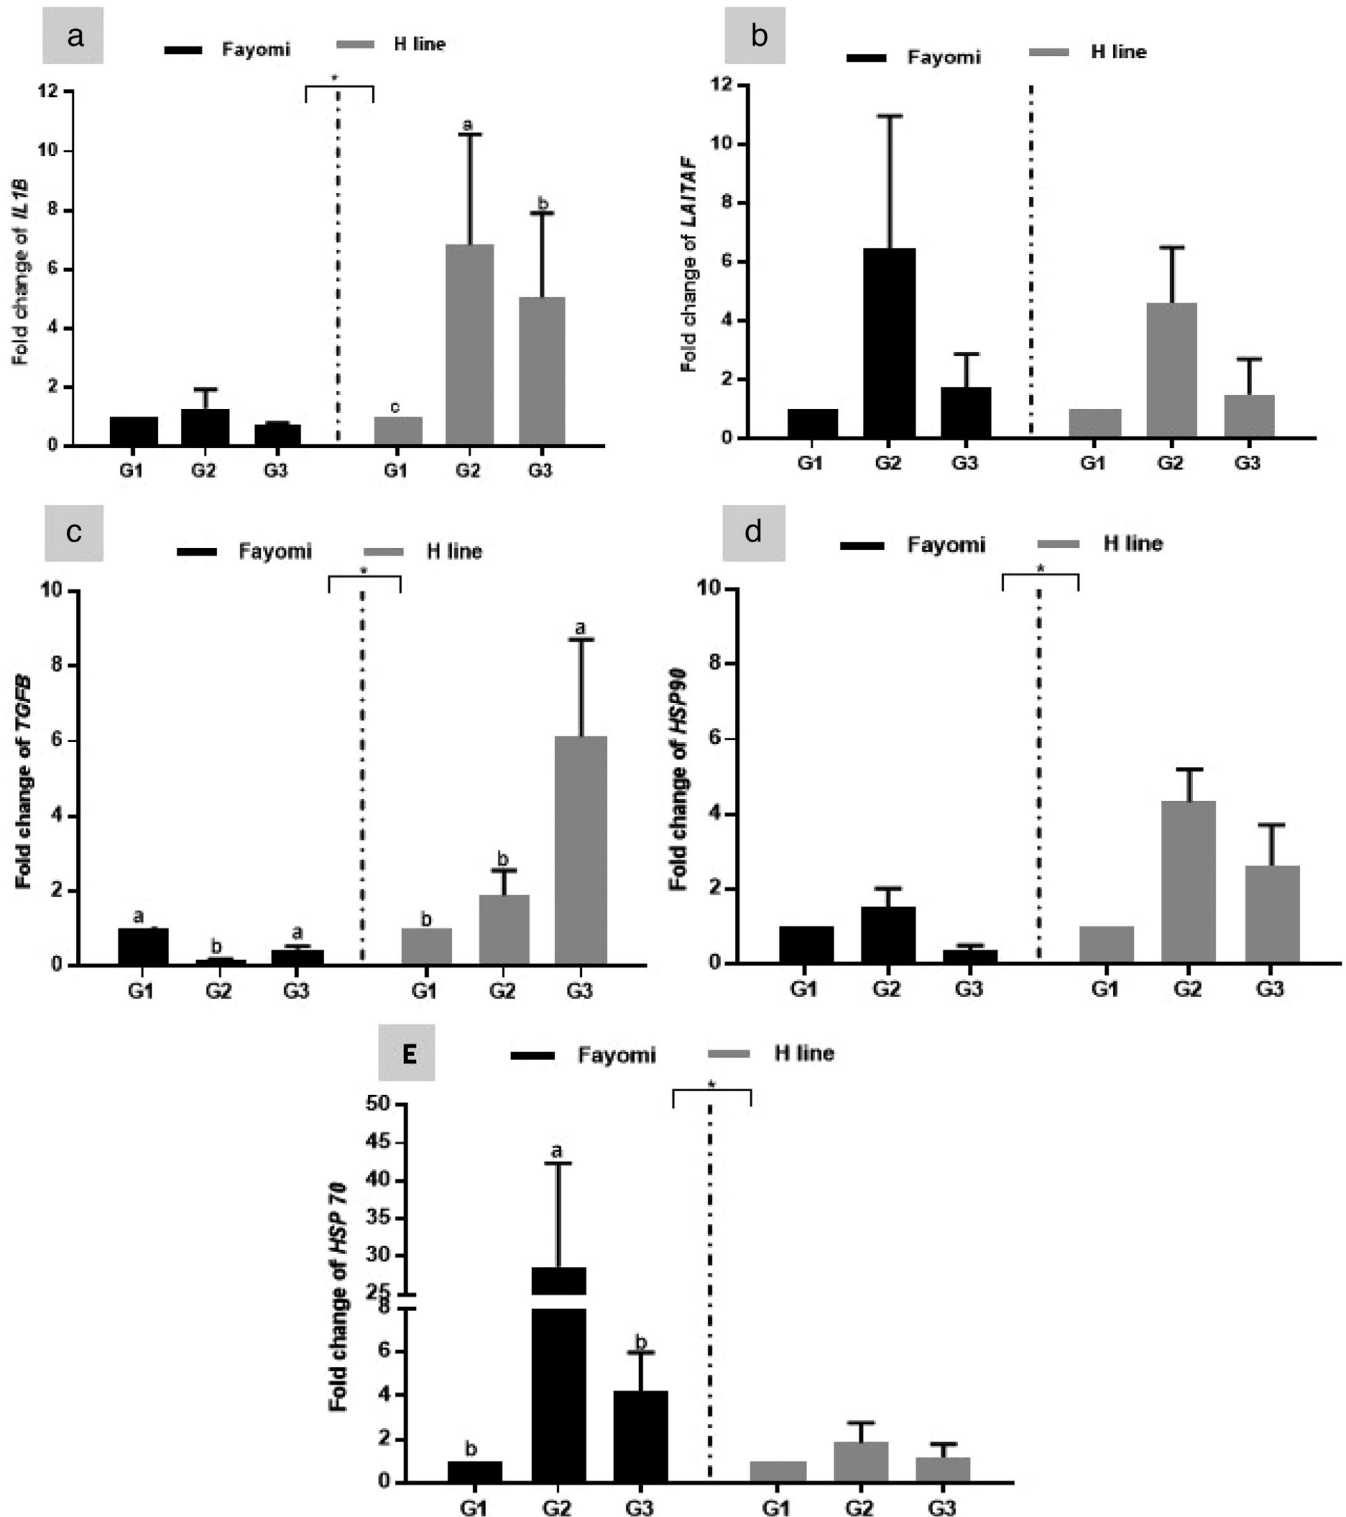 a
Fayomi
H line
*
Fold change of IL1B
12
10
8
6
4
2
0
a
b
c
G1 G2 G3 G1 G2 G3
b
Fayomi
H line
Fold change of LAITAF
12
10
8
6
4
2
0
G1 G2 G3 G1 G2 G3
c
Fayomi
H line
*
Fold change of TGFB
10
8
6
4
2
0
a
b
a
b
b
a
G1 G2 G3 G1 G2 G3
d
Fayomi
H line
*
Fold change of HSP90
10
8
6
4
2
0
G1 G2 G3 G1 G2 G3
E
Fayomi
H line
*
Fold change of HSP 70
50
45
40
35
30
25
8
6
4
2
0
b
a
b
G1 G2 G3 G1 G2 G3